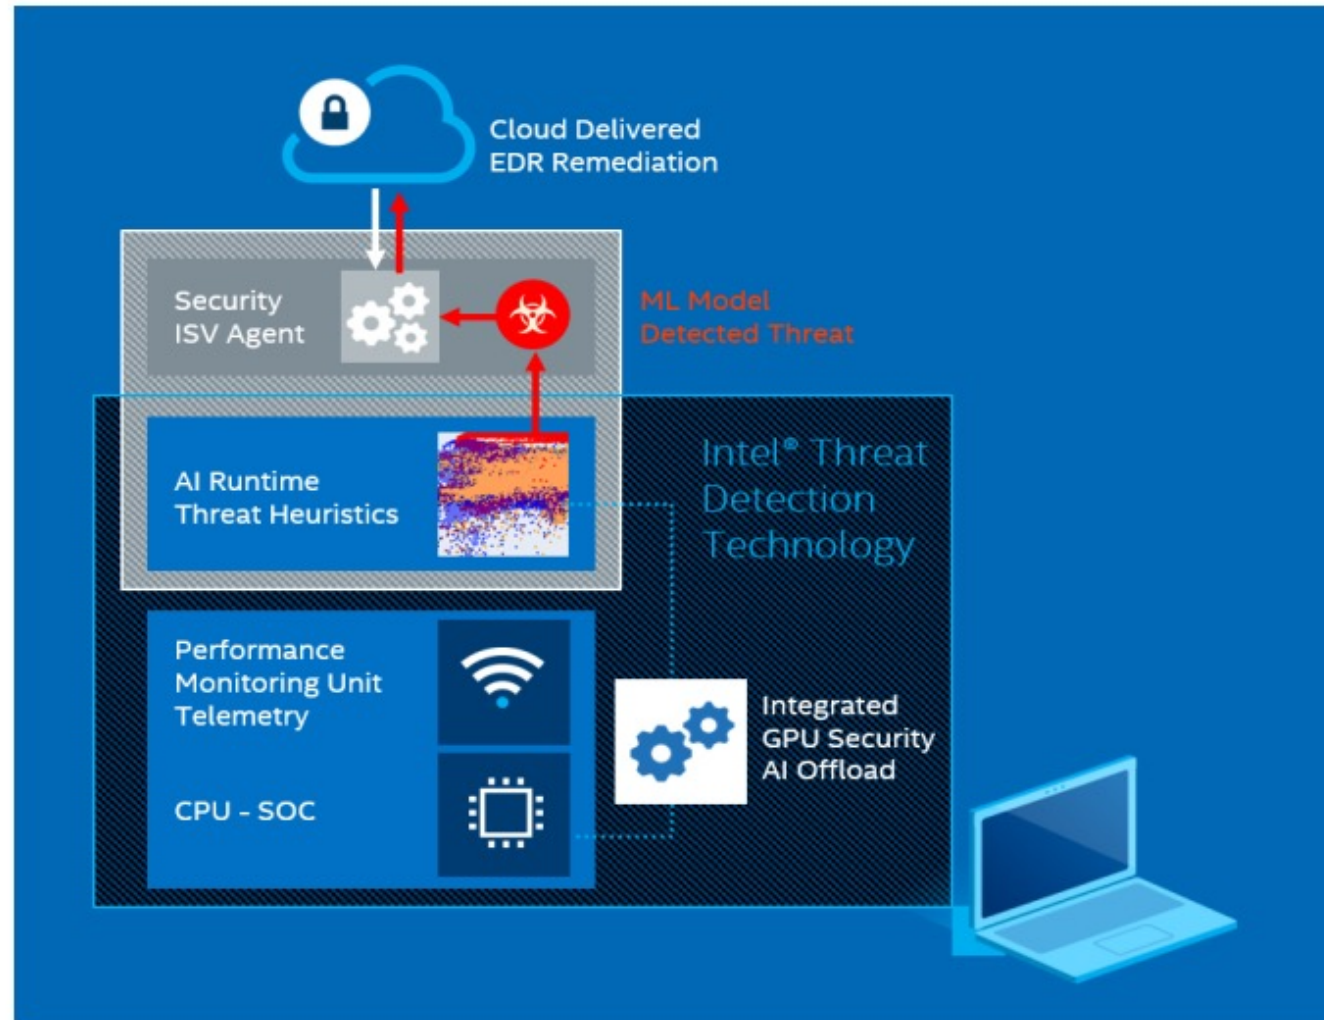 Cloud Delivered
EDR Remediation
Security
ISV Agent
ML Model
Detected Threat
AI Runtime
Threat Heuristics
Intel® Threat
Detection
Technology
Performance
Monitoring Unit
Telemetry
Integrated
GPU Security
AI Offload
CPU - SOC